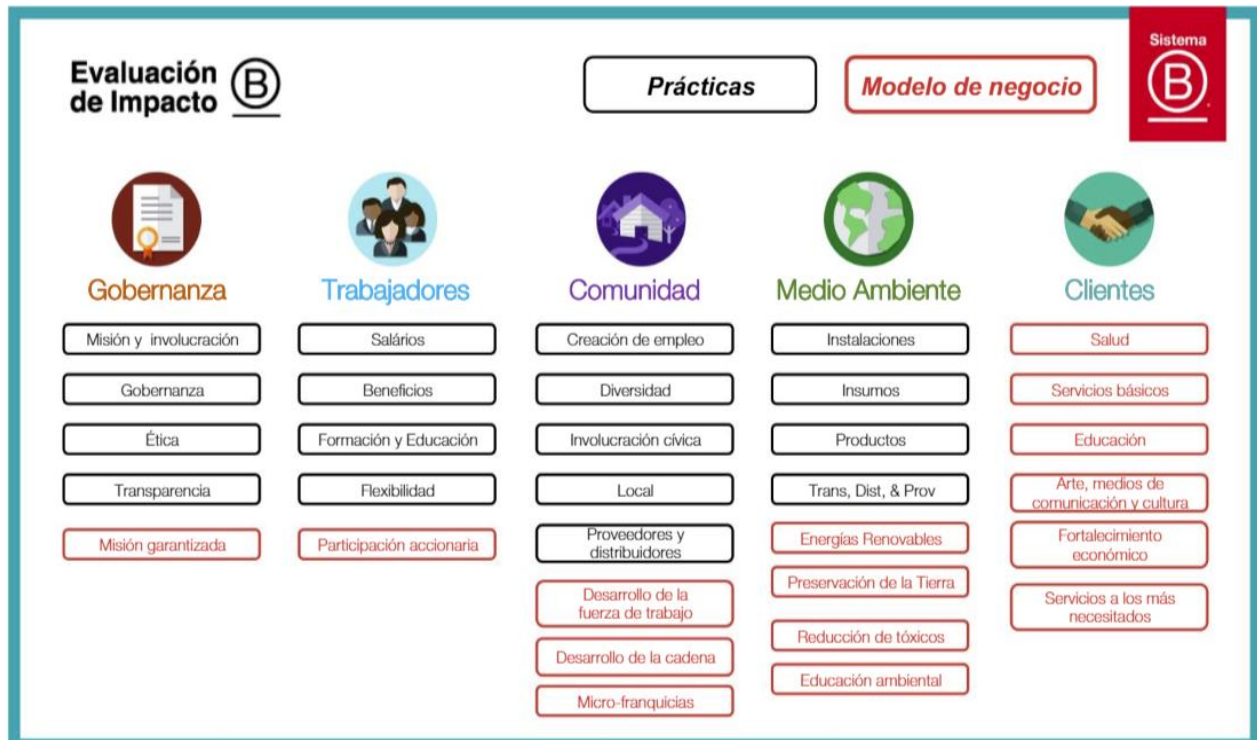 Evaluación
de Impacto
B
Prácticas
Modelo de negocio
Sistema
B
Gobernanza
Misión y involucración
Gobernanza
Ética
Transparencia
Misión garantizada
Trabajadores
Salários
Beneficios
Formación y Educación
Flexibilidad
Participación accionaria
Comunidad
Creación de empleo
Diversidad
Involucración cívica
Local
Proveedores y
distribuidores
Desarrollo de la
fuerza de trabajo
Desarrollo de la cadena
Micro-franquicias
Medio Ambiente
Instalaciones
Insumos
Productos
Trans, Dist, & Prov
Energías Renovables
Preservación de la Tierra
Reducción de tóxicos
Educación ambiental
Clientes
Salud
Servicios básicos
Educación
Arte, medios de
comunicación y cultura
Fortalecimiento
económico
Servicios a los más
necesitados